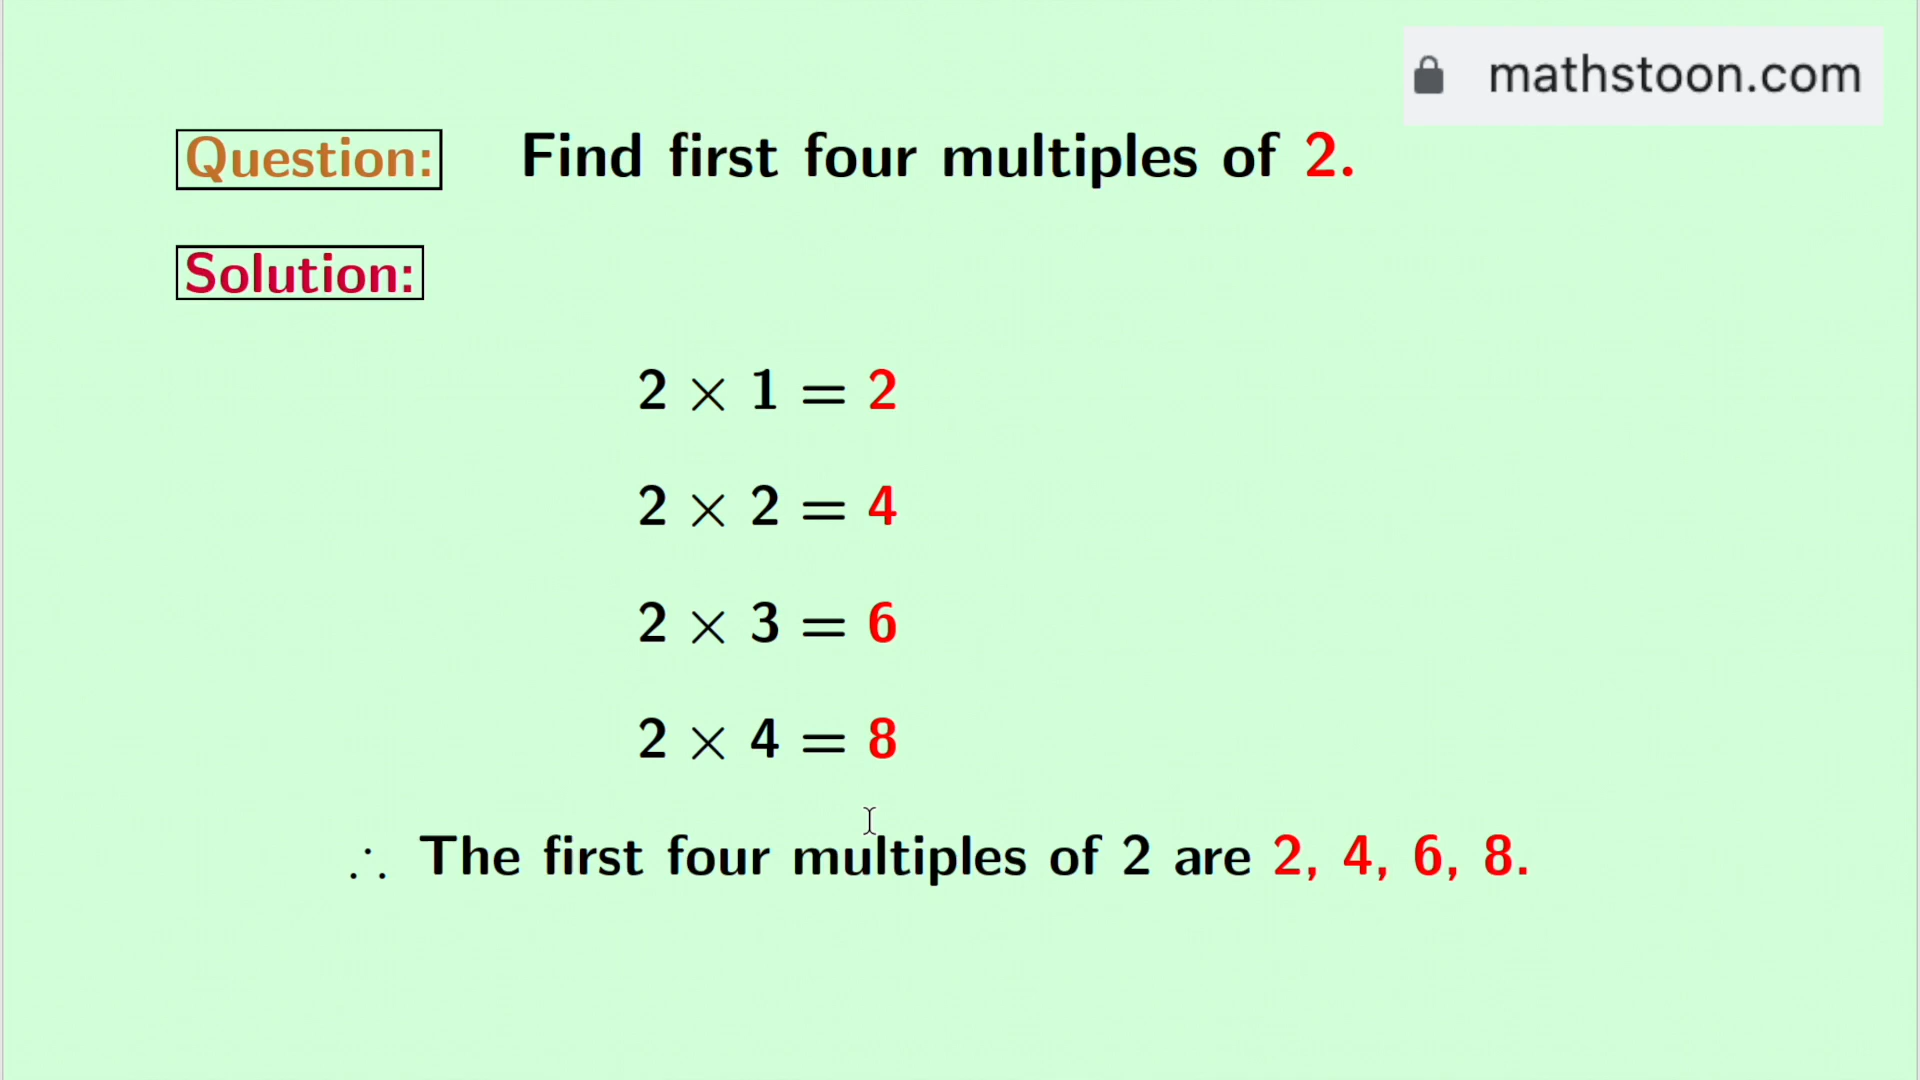 mathstoon.com
Question: Find first four multiples of 2.
Solution:
2 × 1 = 2
2 × 2 = 4
2 × 3 = 6
2 × 4 = 8
∴ The first four multiples of 2 are 2, 4, 6, 8.